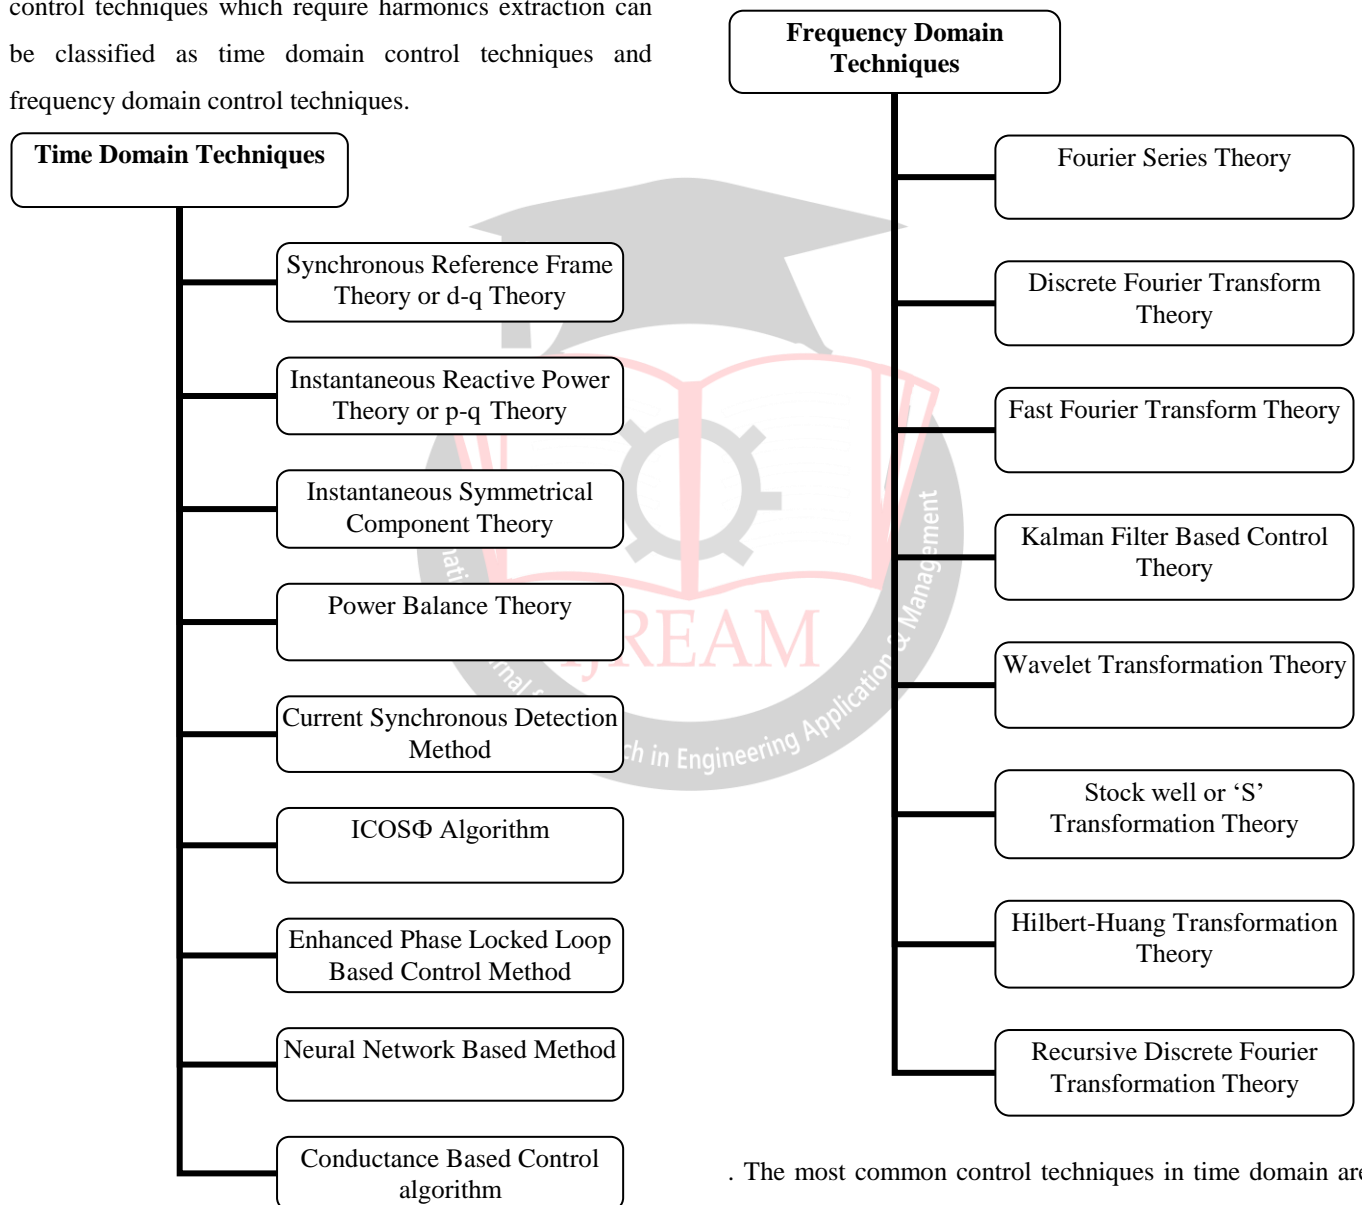 control techniques which require harmonics extraction can
be classified as time domain control techniques and
frequency domain control techniques.
Time Domain Techniques
Synchronous Reference Frame
Theory or d-q Theory
Instantaneous Reactive Power
Theory or p-q Theory
Instantaneous Symmetrical
Component Theory
Power Balance Theory
Current Synchronous Detection
Method
ICOSΦ Algorithm
Enhanced Phase Locked Loop
Based Control Method
Neural Network Based Method
Conductance Based Control
algorithm
Frequency Domain
Techniques
Fourier Series Theory
Discrete Fourier Transform
Theory
Fast Fourier Transform Theory
Kalman Filter Based Control
Theory
Wavelet Transformation Theory
Stock well or ‘S’
Transformation Theory
Hilbert-Huang Transformation
Theory
Recursive Discrete Fourier
Transformation Theory
. The most common control techniques in time domain are
IJREAM
in Engineering Application & Management